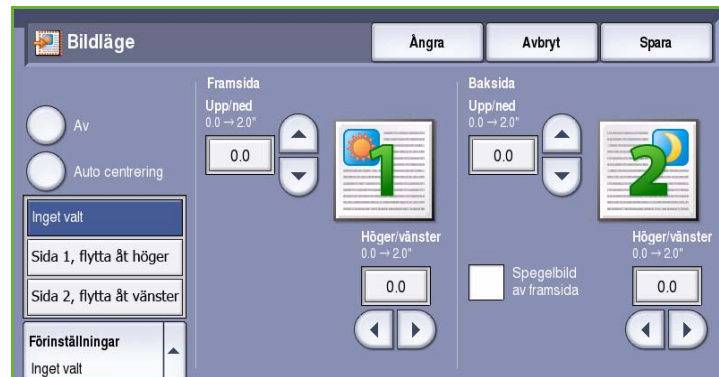 Bildläge
Ångra
Avbryt
Spara
Av
Auto centrering
Inget valt
Sida 1, flytta åt höger
Sida 2, flytta åt vänster
Förinställningar
Inget valt
Framsida
Upp/ned
0.0 → 2.0"
0.0
1
Höger/vänster
0.0 → 2.0"
0.0
Baksida
Upp/ned
0.0 → 2.0"
0.0
2
Spegelbild
av framsida
Höger/vänster
0.0 → 2.0"
0.0